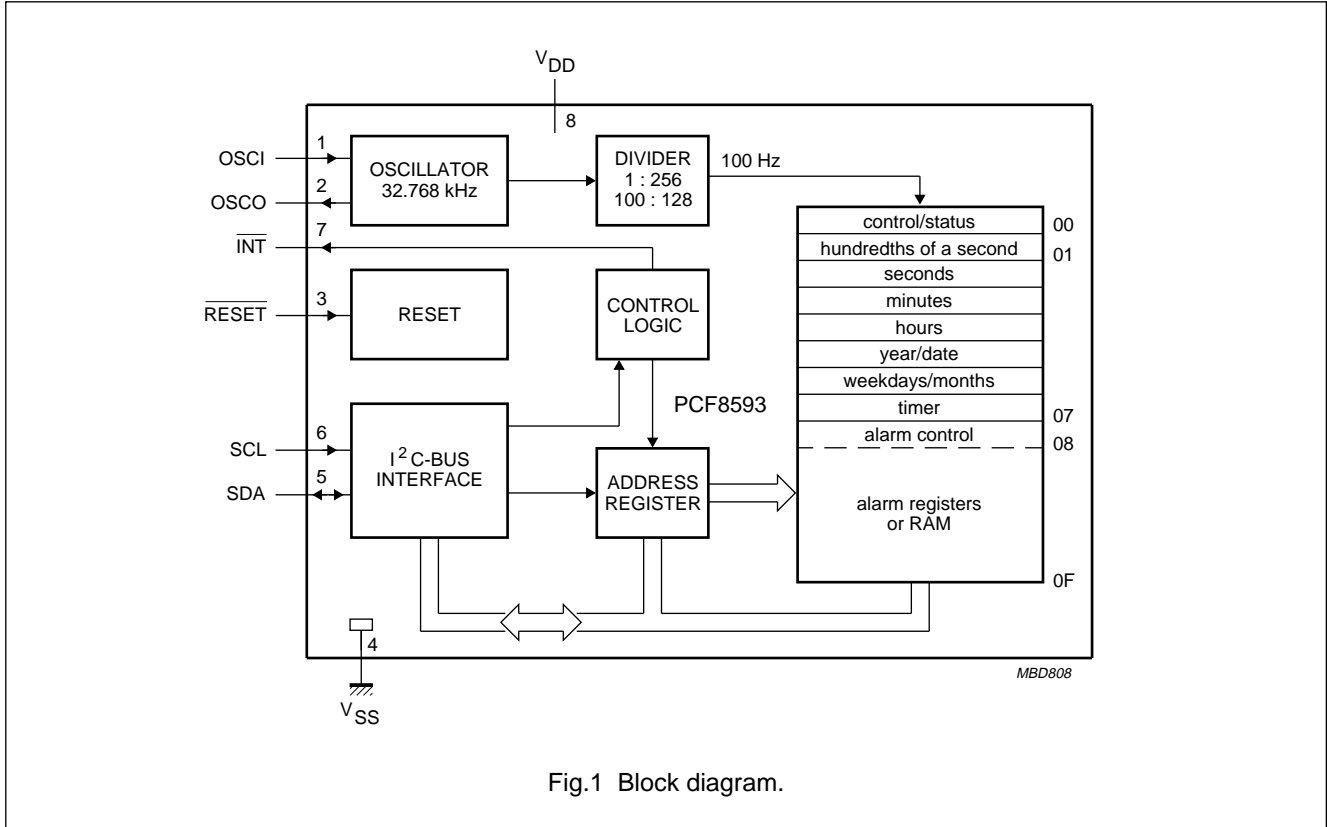 VDD
8
OSCI
1
OSCILLATOR
32.768 kHz
OSCO
2
DIVIDER
1 : 256
100 : 128
100 Hz
INT
7
RESET
3
RESET
CONTROL
LOGIC
PCF8593
SCL
6
SDA
5
I2C-BUS
INTERFACE
ADDRESS
REGISTER
control/status 00
hundredths of a second 01
seconds
minutes
hours
year/date
weekdays/months
timer 07
alarm control 08
alarm registers
or RAM
0F
4
VSS
MBD808
Fig.1 Block diagram.